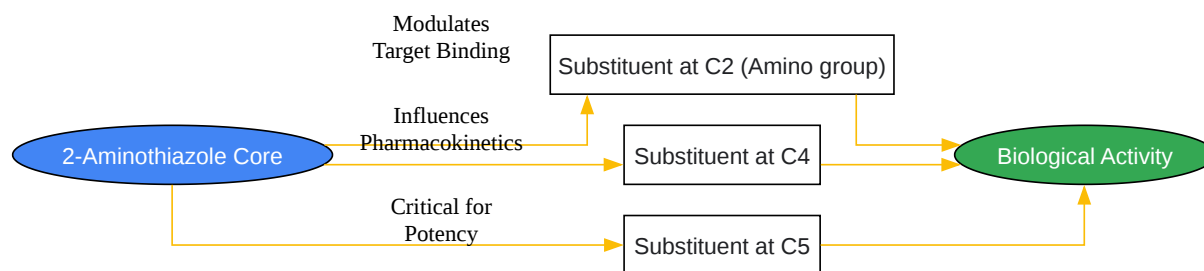 Modulates
Target Binding
Substituent at C2 (Amino group)
Influences
Pharmacokinetics
2-Aminothiazole Core
Substituent at C4
Biological Activity
Critical for
Potency
Substituent at C5